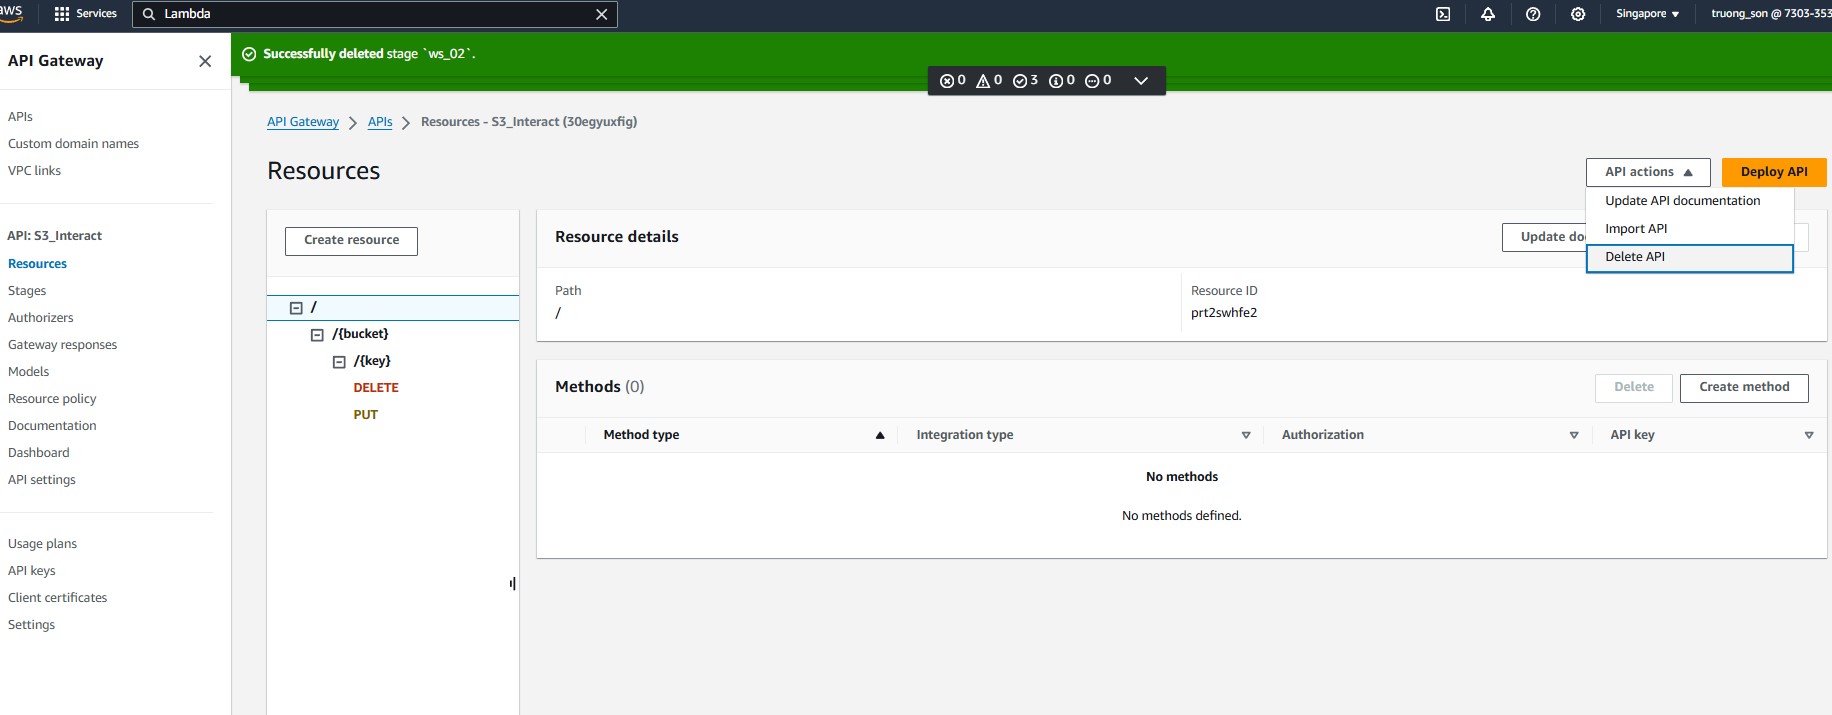 aws
Services
Lambda
Singapore
truong_son @ 7303-353
API Gateway
Successfully deleted stage `ws_02`.
0 0 3 0 0
APIs
Custom domain names
VPC links
API: S3_Interact
Resources
Stages
Authorizers
Gateway responses
Models
Resource policy
Documentation
Dashboard
API settings
Usage plans
API keys
Client certificates
Settings
API Gateway > APIs > Resources - S3_Interact (30egyuxfig)
Resources
API actions
Deploy API
Update API documentation
Import API
Delete API
Create resource
/
/{bucket}
/{key}
DELETE
PUT
Resource details
Update do
Path
/
Resource ID
prt2swhfe2
Methods (0)
Delete
Create method
Method type
Integration type
Authorization
API key
No methods
No methods defined.